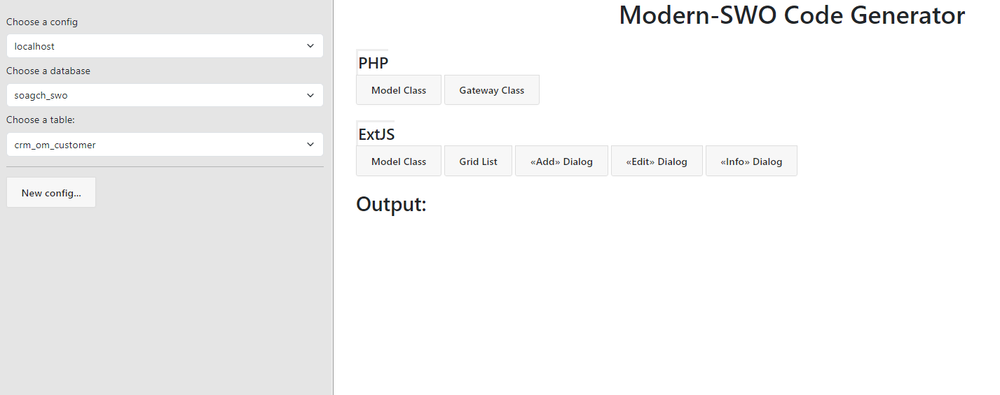 Choose a config
localhost
Choose a database
soagch_swo
Choose a table:
crm_om_customer
New config...
Modern-SWO Code Generator
PHP
Model Class Gateway Class
ExtJS
Model Class Grid List «Add» Dialog «Edit» Dialog «Info» Dialog
Output: